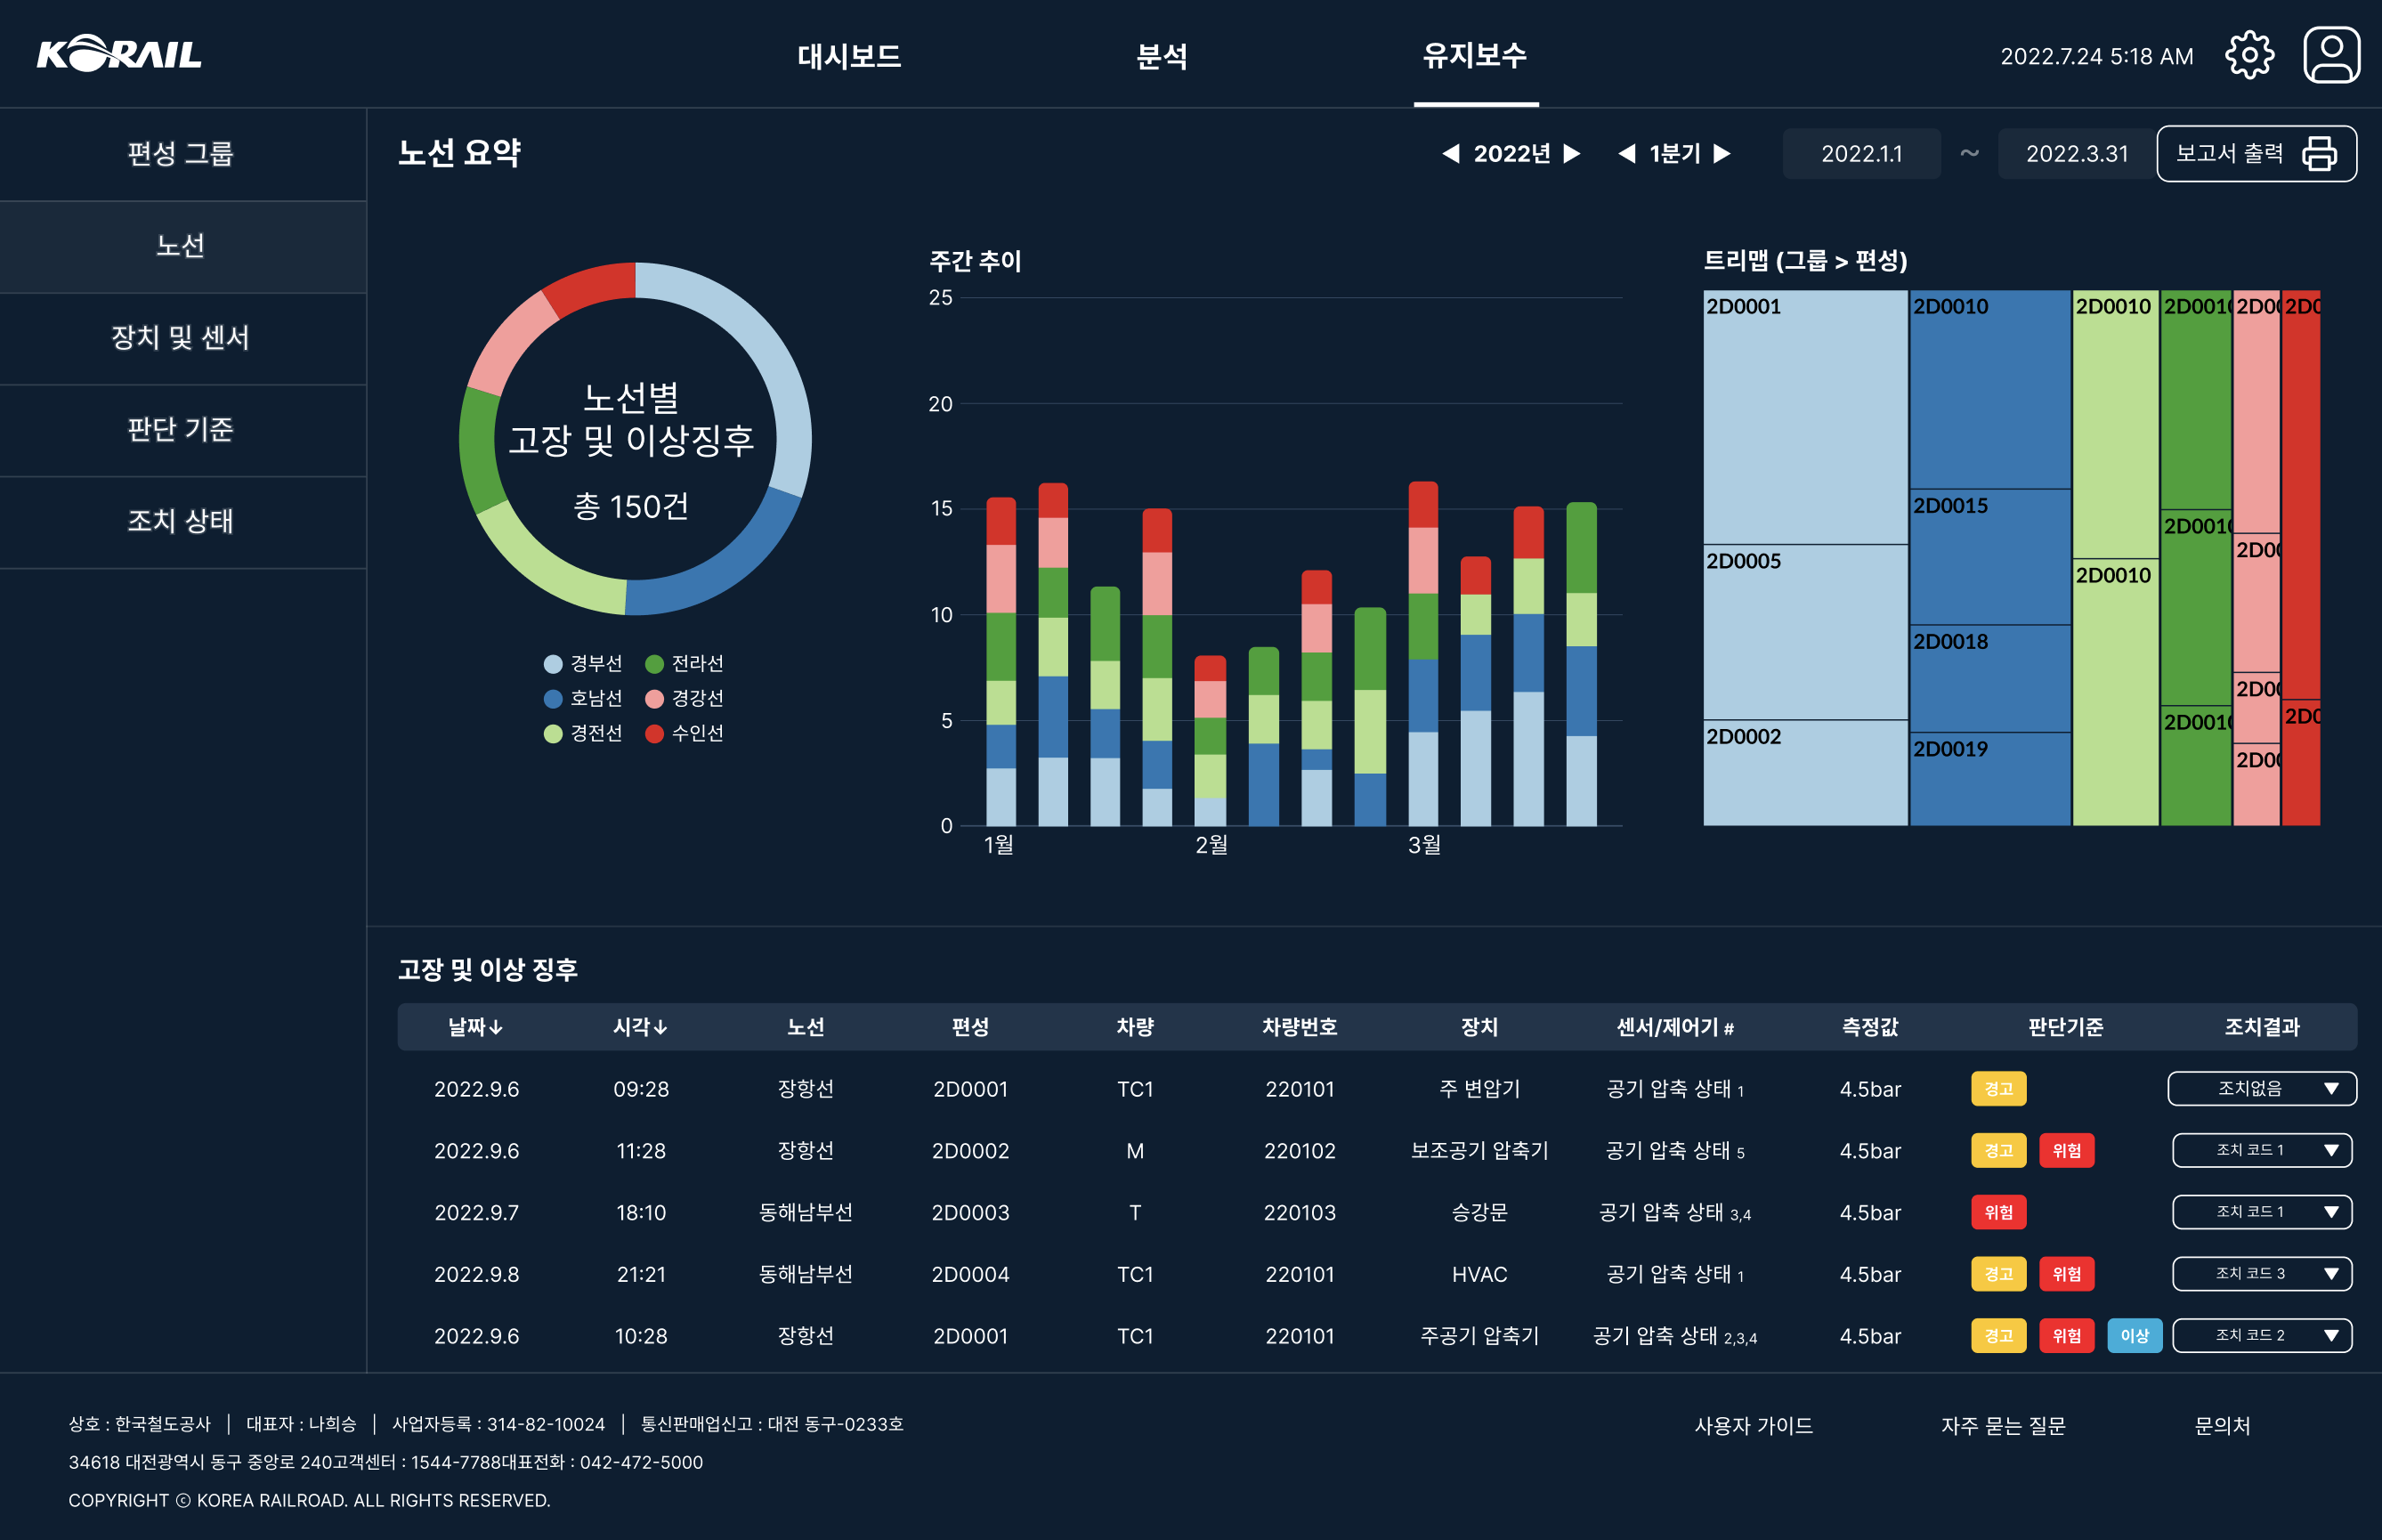 KORAIL
대시보드
분석
유지보수
2022.7.24 5:18 AM
편성 그룹
노선
장치 및 센서
판단 기준
조치 상태
노선 요약
◀ 2022년 ▶
◀ 1분기 ▶
2022.1.1 ~ 2022.3.31
보고서 출력
노선별
고장 및 이상징후
총 150건
경부선 전라선
호남선 경강선
경전선 수인선
주간 추이
25
20
15
10
5
0
1월 2월 3월
트리맵 (그룹 > 편성)
2D0001
2D0005
2D0002
2D0010
2D0015
2D0018
2D0019
2D0010
2D0010
2D001
2D001
2D001
2D0
2D0
2D0
2D0
2D0
2D0
고장 및 이상 징후
날짜↓ 시각↓ 노선 편성 차량 차량번호 장치 센서/제어기 # 측정값 판단기준 조치결과
2022.9.6 09:28 장항선 2D0001 TC1 220101 주 변압기 공기 압축 상태 1 4.5bar 경고 조치없음 ▼
2022.9.6 11:28 장항선 2D0002 M 220102 보조공기 압축기 공기 압축 상태 5 4.5bar 경고 위험 조치 코드 1 ▼
2022.9.7 18:10 동해남부선 2D0003 T 220103 승강문 공기 압축 상태 3,4 4.5bar 위험 조치 코드 1 ▼
2022.9.8 21:21 동해남부선 2D0004 TC1 220101 HVAC 공기 압축 상태 1 4.5bar 경고 위험 조치 코드 3 ▼
2022.9.6 10:28 장항선 2D0001 TC1 220101 주공기 압축기 공기 압축 상태 2,3,4 4.5bar 경고 위험 이상 조치 코드 2 ▼
상호 : 한국철도공사 | 대표자 : 나희승 | 사업자등록 : 314-82-10024 | 통신판매업신고 : 대전 동구-0233호
34618 대전광역시 동구 중앙로 240고객센터 : 1544-7788대표전화 : 042-472-5000
COPYRIGHT ⓒ KOREA RAILROAD. ALL RIGHTS RESERVED.
사용자 가이드
자주 묻는 질문
문의처